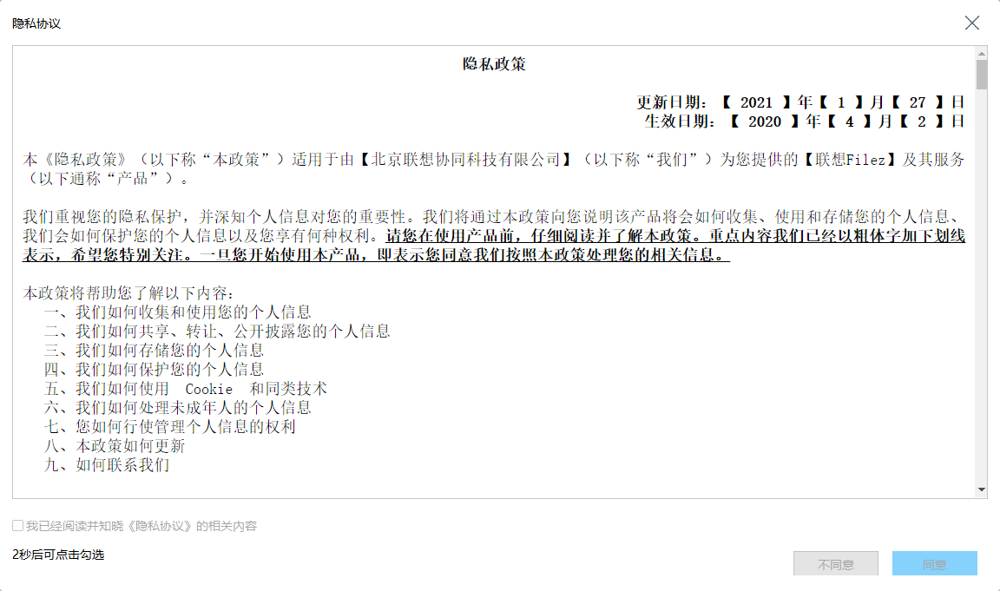 隐私协议
隐私政策
更新日期：【 2021 】年【 1 】月【 27 】日
生效日期：【 2020 】年【 4 】月【 2 】日
本《隐私政策》（以下称“本政策”）适用于由【北京联想协同科技有限公司】（以下称“我们”）为您提供的【联想Filez】及其服务
（以下通称“产品”）。
我们重视您的隐私保护，并深知个人信息对您的重要性。我们将通过本政策向您说明该产品将会如何收集、使用和存储您的个人信息、
我们会如何保护您的个人信息以及您享有何种权利。请您在使用产品前，仔细阅读并了解本政策。重点内容我们已经以粗体字加下划线
表示，希望您特别关注。一旦您开始使用本产品，即表示您同意我们按照本政策处理您的相关信息。
本政策将帮助您了解以下内容：
一、我们如何收集和使用您的个人信息
二、我们如何共享、转让、公开披露您的个人信息
三、我们如何存储您的个人信息
四、我们如何保护您的个人信息
五、我们如何使用 Cookie 和同类技术
六、我们如何处理未成年人的个人信息
七、您如何行使管理个人信息的权利
八、本政策如何更新
九、如何联系我们
我已经阅读并知晓《隐私协议》的相关内容
2秒后可点击勾选
不同意
同意